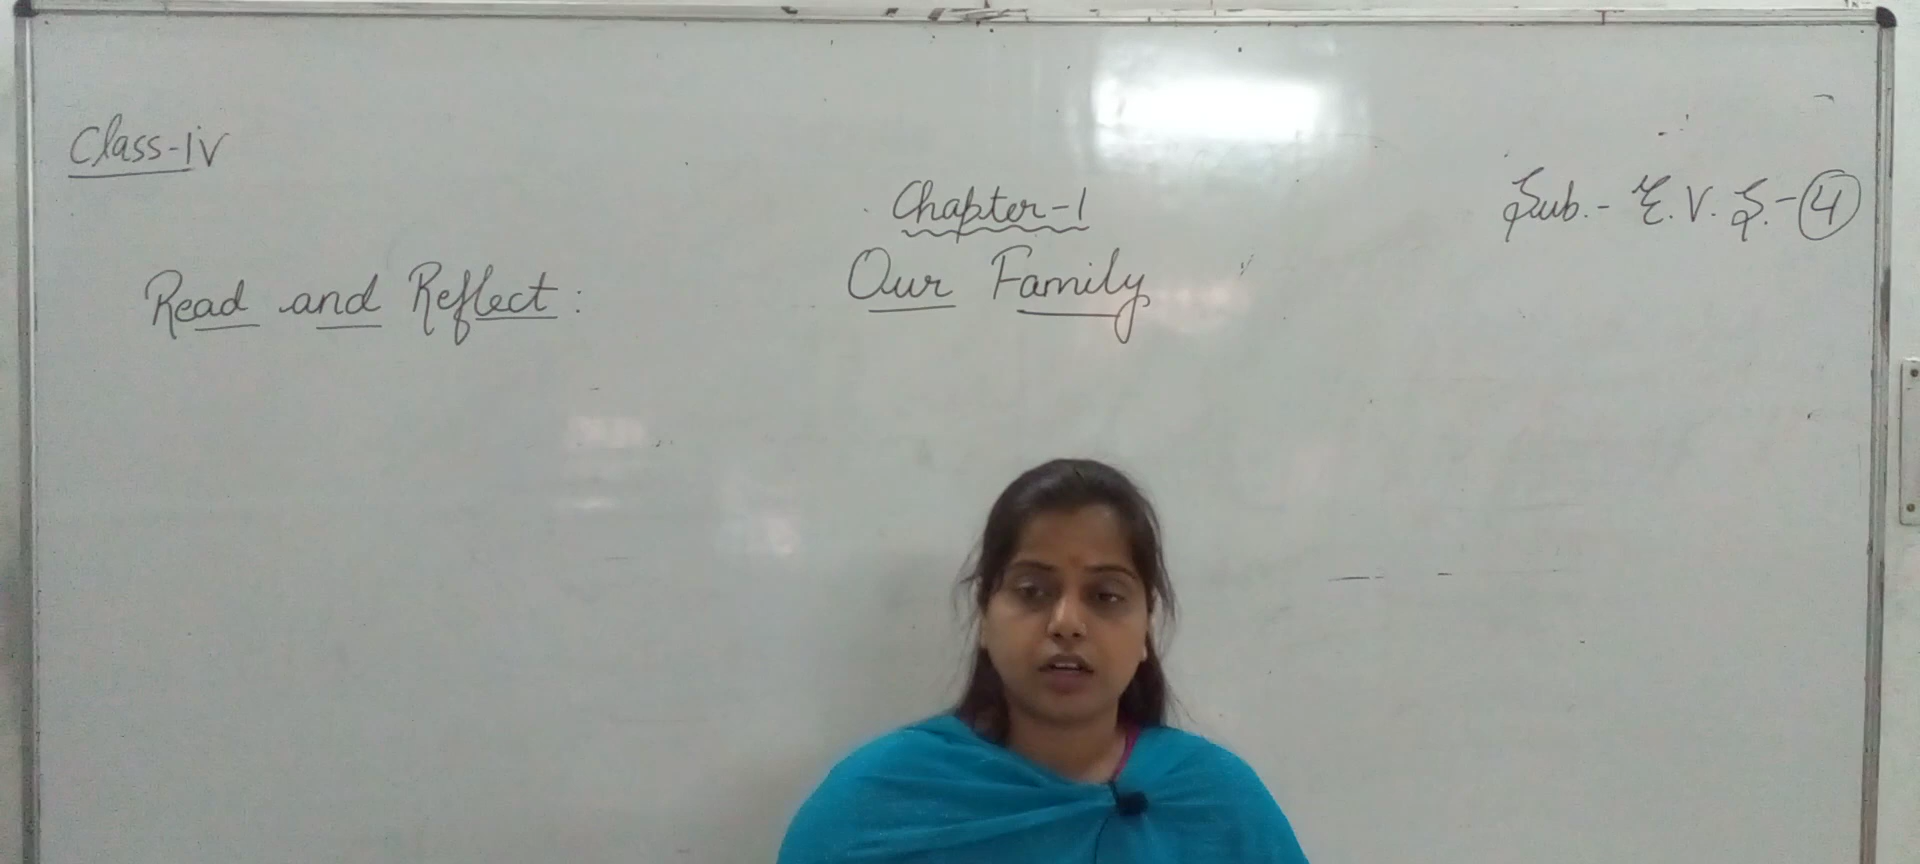 Class-iv
Sub.- E.V.S.-4
Chapter-1
Our Family
Read and Reflect: